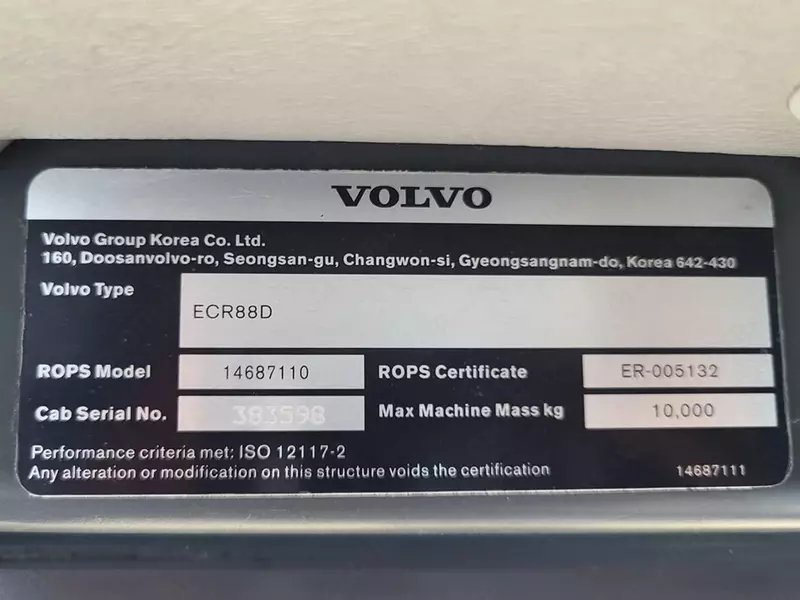 VOLVO
Volvo Group Korea Co. Ltd.
160, Doosanvolvo-ro, Seongsan-gu, Changwon-si, Gyeongsangnam-do, Korea 642-430
Volvo Type ECR88D
ROPS Model 14687110 ROPS Certificate ER-005132
Cab Serial No. 383598 Max Machine Mass kg 10,000
Performance criteria met: ISO 12117-2
Any alteration or modification on this structure voids the certification 14687111